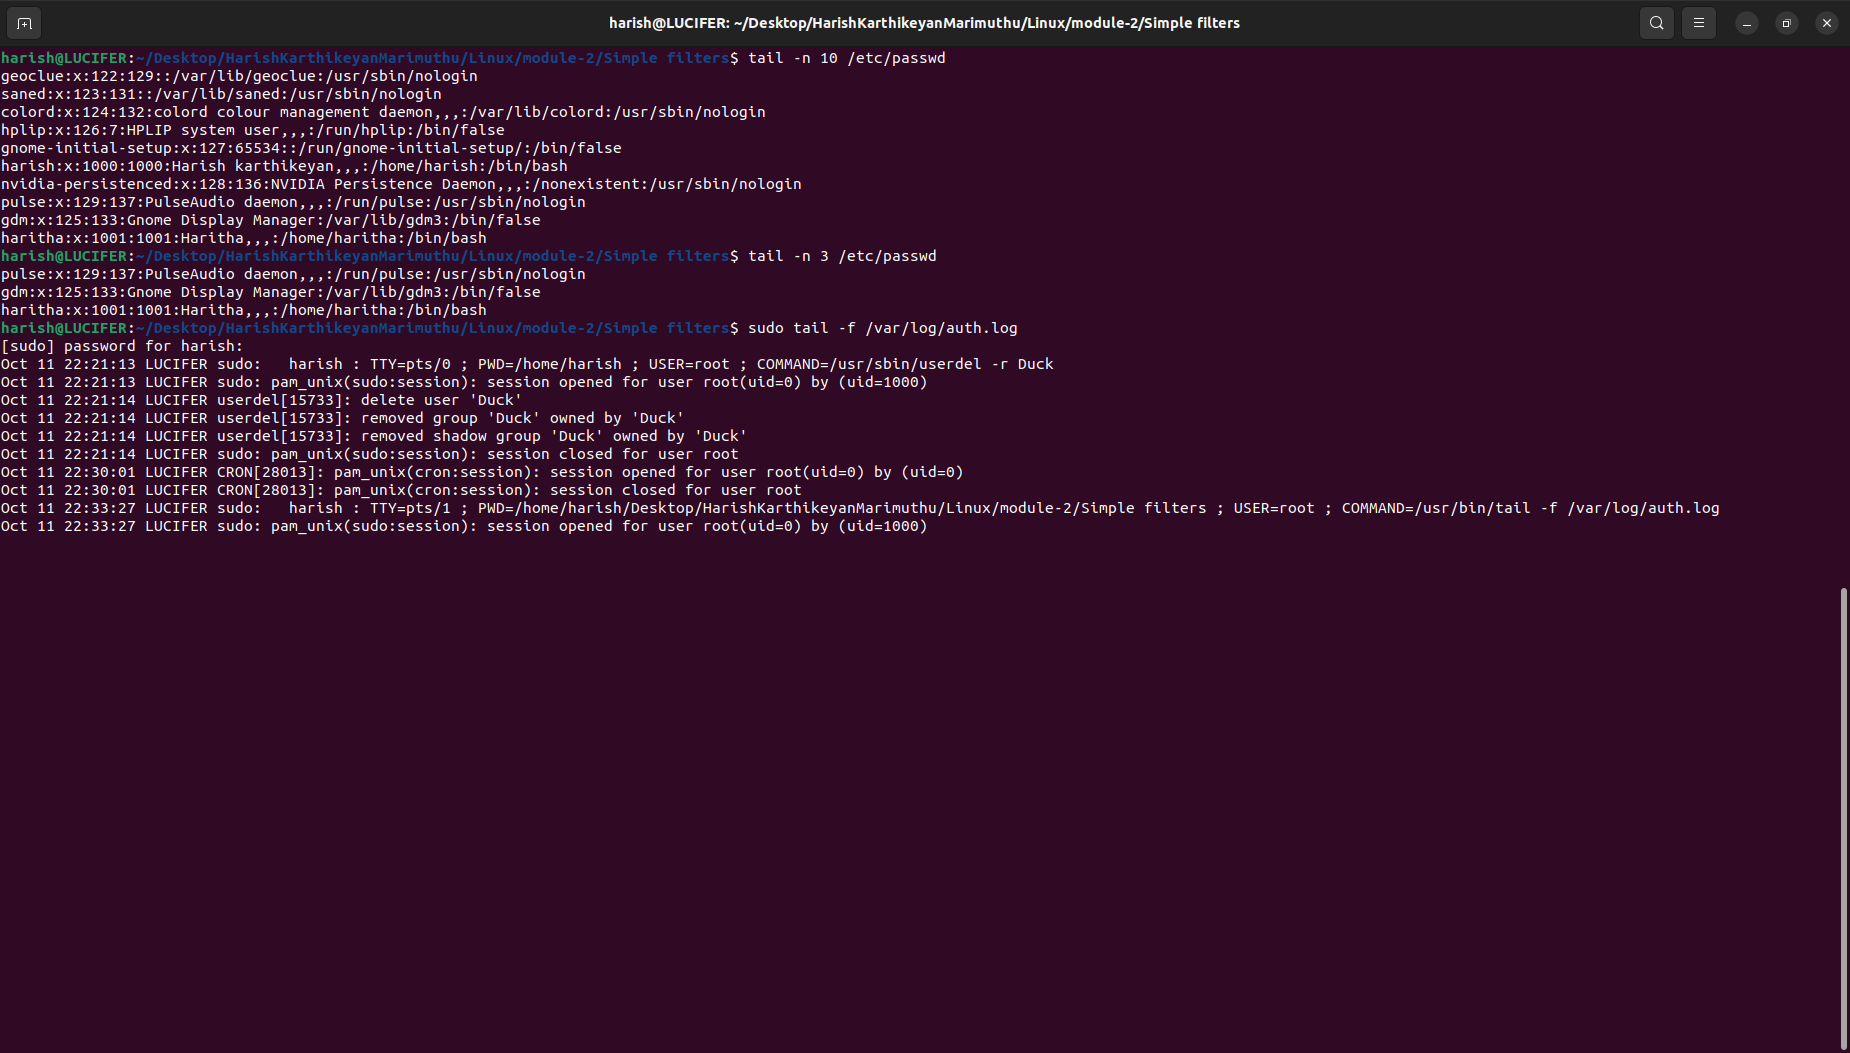 harish@LUCIFER: ~/Desktop/HarishKarthikeyanMarimuthu/Linux/module-2/Simple filters
harish@LUCIFER:~/Desktop/HarishKarthikeyanMarimuthu/Linux/module-2/Simple filters$ tail -n 10 /etc/passwd
geoclue:x:122:129::/var/lib/geoclue:/usr/sbin/nologin
saned:x:123:131::/var/lib/saned:/usr/sbin/nologin
colord:x:124:132:colord colour management daemon,,,:/var/lib/colord:/usr/sbin/nologin
hplip:x:126:7:HPLIP system user,,,:/run/hplip:/bin/false
gnome-initial-setup:x:127:65534::/run/gnome-initial-setup/:/bin/false
harish:x:1000:1000:Harish karthikeyan,,,:/home/harish:/bin/bash
nvidia-persistenced:x:128:136:NVIDIA Persistence Daemon,,,:/nonexistent:/usr/sbin/nologin
pulse:x:129:137:PulseAudio daemon,,,:/run/pulse:/usr/sbin/nologin
gdm:x:125:133:Gnome Display Manager:/var/lib/gdm3:/bin/false
haritha:x:1001:1001:Haritha,,,:/home/haritha:/bin/bash
harish@LUCIFER:~/Desktop/HarishKarthikeyanMarimuthu/Linux/module-2/Simple filters$ tail -n 3 /etc/passwd
pulse:x:129:137:PulseAudio daemon,,,:/run/pulse:/usr/sbin/nologin
gdm:x:125:133:Gnome Display Manager:/var/lib/gdm3:/bin/false
haritha:x:1001:1001:Haritha,,,:/home/haritha:/bin/bash
harish@LUCIFER:~/Desktop/HarishKarthikeyanMarimuthu/Linux/module-2/Simple filters$ sudo tail -f /var/log/auth.log
[sudo] password for harish:
Oct 11 22:21:13 LUCIFER sudo:   harish : TTY=pts/0 ; PWD=/home/harish ; USER=root ; COMMAND=/usr/sbin/userdel -r Duck
Oct 11 22:21:13 LUCIFER sudo: pam_unix(sudo:session): session opened for user root(uid=0) by (uid=1000)
Oct 11 22:21:14 LUCIFER userdel[15733]: delete user 'Duck'
Oct 11 22:21:14 LUCIFER userdel[15733]: removed group 'Duck' owned by 'Duck'
Oct 11 22:21:14 LUCIFER userdel[15733]: removed shadow group 'Duck' owned by 'Duck'
Oct 11 22:21:14 LUCIFER sudo: pam_unix(sudo:session): session closed for user root
Oct 11 22:30:01 LUCIFER CRON[28013]: pam_unix(cron:session): session opened for user root(uid=0) by (uid=0)
Oct 11 22:30:01 LUCIFER CRON[28013]: pam_unix(cron:session): session closed for user root
Oct 11 22:33:27 LUCIFER sudo:   harish : TTY=pts/1 ; PWD=/home/harish/Desktop/HarishKarthikeyanMarimuthu/Linux/module-2/Simple filters ; USER=root ; COMMAND=/usr/bin/tail -f /var/log/auth.log
Oct 11 22:33:27 LUCIFER sudo: pam_unix(sudo:session): session opened for user root(uid=0) by (uid=1000)